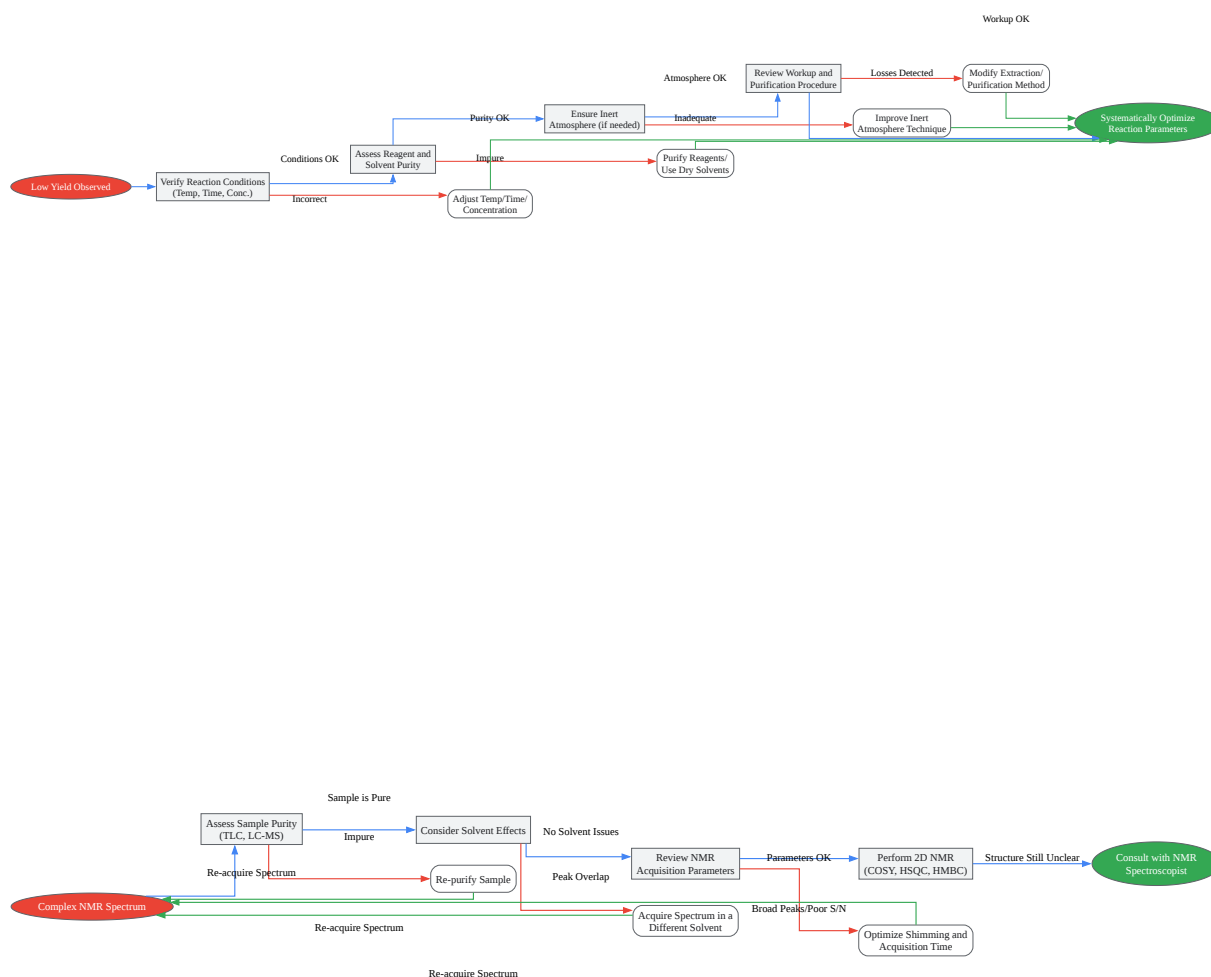 Workup OK
Review Workup and
Purification Procedure
Losses Detected
Modify Extraction/
Purification Method
Atmosphere OK
Systematically Optimize
Reaction Parameters
Ensure Inert
Atmosphere (if needed)
Inadequate
Improve Inert
Atmosphere Technique
Purity OK
Assess Reagent and
Solvent Purity
Impure
Purify Reagents/
Use Dry Solvents
Conditions OK
Low Yield Observed
Verify Reaction Conditions
(Temp, Time, Conc.)
Incorrect
Adjust Temp/Time/
Concentration
Sample is Pure
Assess Sample Purity
(TLC, LC-MS)
Impure
Consider Solvent Effects
No Solvent Issues
Review NMR
Acquisition Parameters
Parameters OK
Perform 2D NMR
(COSY, HSQC, HMBC)
Structure Still Unclear
Consult with NMR
Spectroscopist
Re-acquire Spectrum
Re-purify Sample
Peak Overlap
Complex NMR Spectrum
Acquire Spectrum in a
Different Solvent
Broad Peaks/Poor S/N
Re-acquire Spectrum
Optimize Shimming and
Acquisition Time
Re-acquire Spectrum